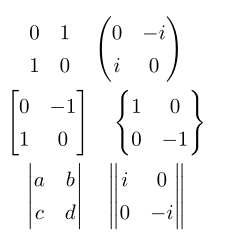 0 1 (0 −i)
1 0 (i 0)
[0 −1] {1 0}
[1 0] {0 −1}
|a b| ‖i 0‖
|c d| ‖0 −i‖